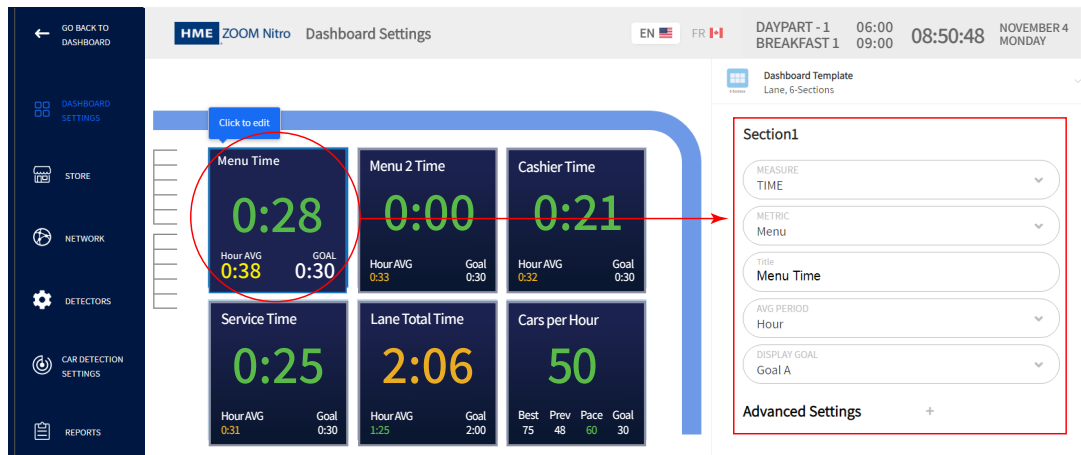 GO BACK TO
DASHBOARD
HME ZOOM Nitro Dashboard Settings
EN FR
DAYPART - 1 06:00
BREAKFAST 1 09:00
08:50:48
NOVEMBER 4
MONDAY
DASHBOARD
SETTINGS
STORE
NETWORK
DETECTORS
CAR DETECTION
SETTINGS
REPORTS
Click to edit
Menu Time
0:28
Hour AVG GOAL
0:38 0:30
Menu 2 Time
0:00
Hour AVG Goal
0:33 0:30
Cashier Time
0:21
Hour AVG Goal
0:32 0:30
Service Time
0:25
Hour AVG Goal
0:31 0:30
Lane Total Time
2:06
Hour AVG Goal
1:25 2:00
Cars per Hour
50
Best Prev Pace Goal
75 48 60 30
Dashboard Template
Lane, 6-Sections
Section1
MEASURE
TIME
METRIC
Menu
Title
Menu Time
AVG PERIOD
Hour
DISPLAY GOAL
Goal A
Advanced Settings +